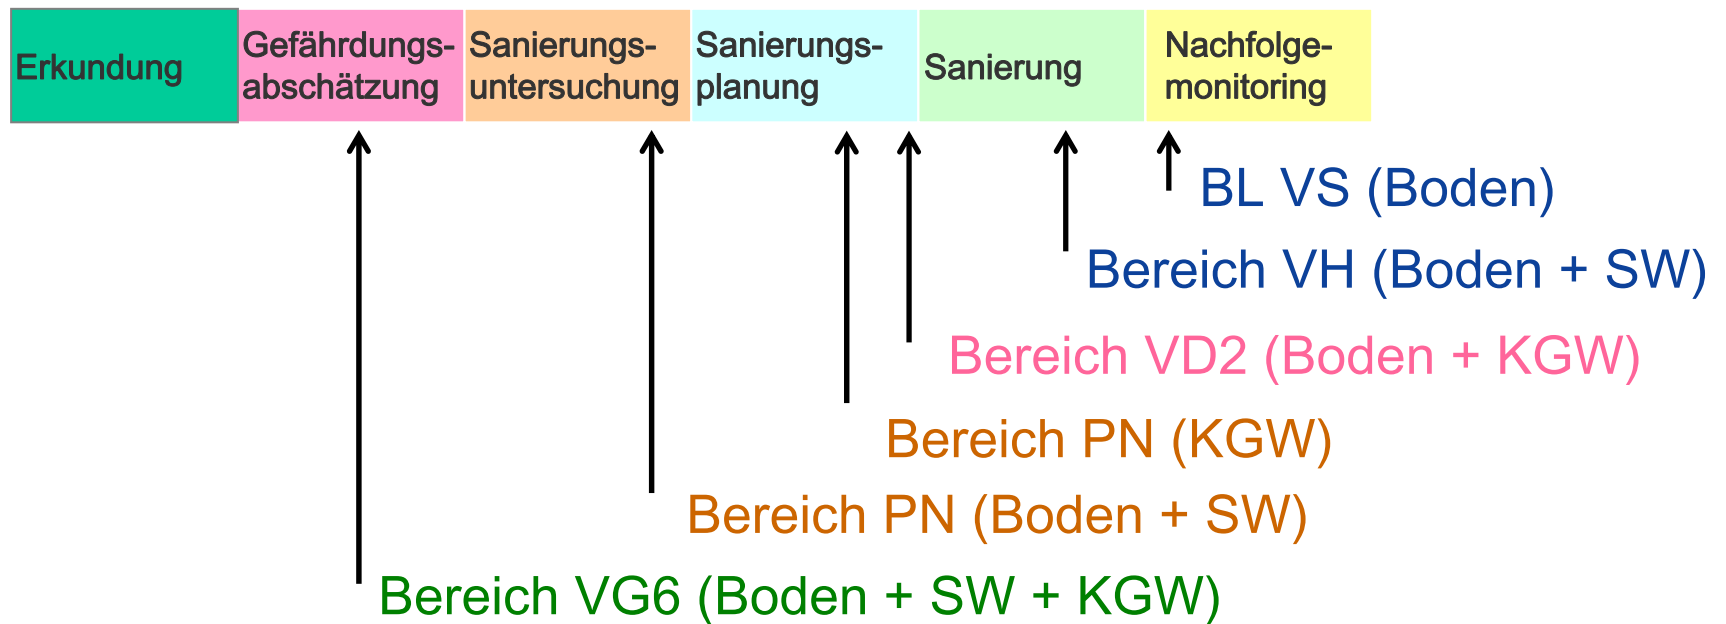 Erkundung
Gefährdungs-
abschätzung
Sanierungs-
untersuchung
Sanierungs-
planung
Sanierung
Nachfolge-
monitoring
BL VS (Boden)
Bereich VH (Boden + SW)
Bereich VD2 (Boden + KGW)
Bereich PN (KGW)
Bereich PN (Boden + SW)
Bereich VG6 (Boden + SW + KGW)